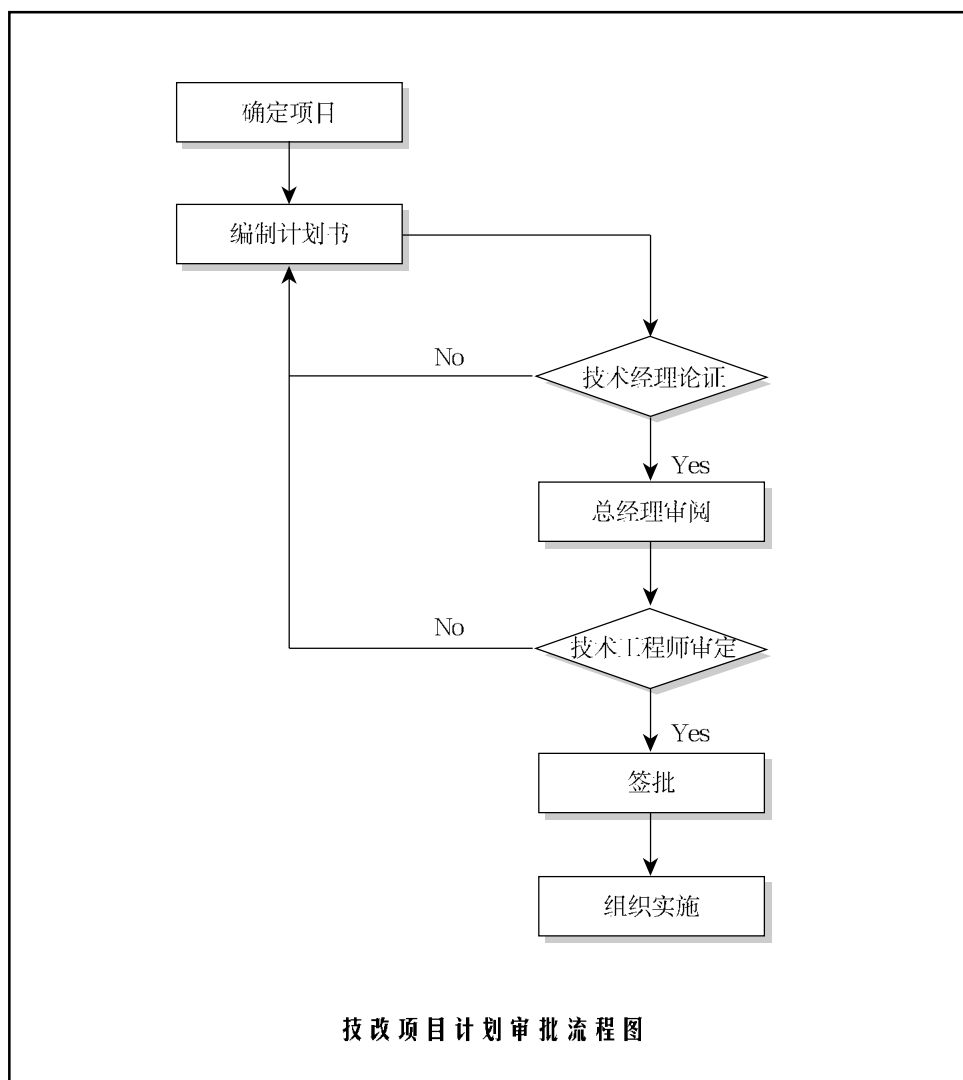 确定项目
编制计划书
No
技术经理论证
Yes
总经理审阅
No
技术工程师审定
Yes
签批
组织实施
技改项目计划审批流程图